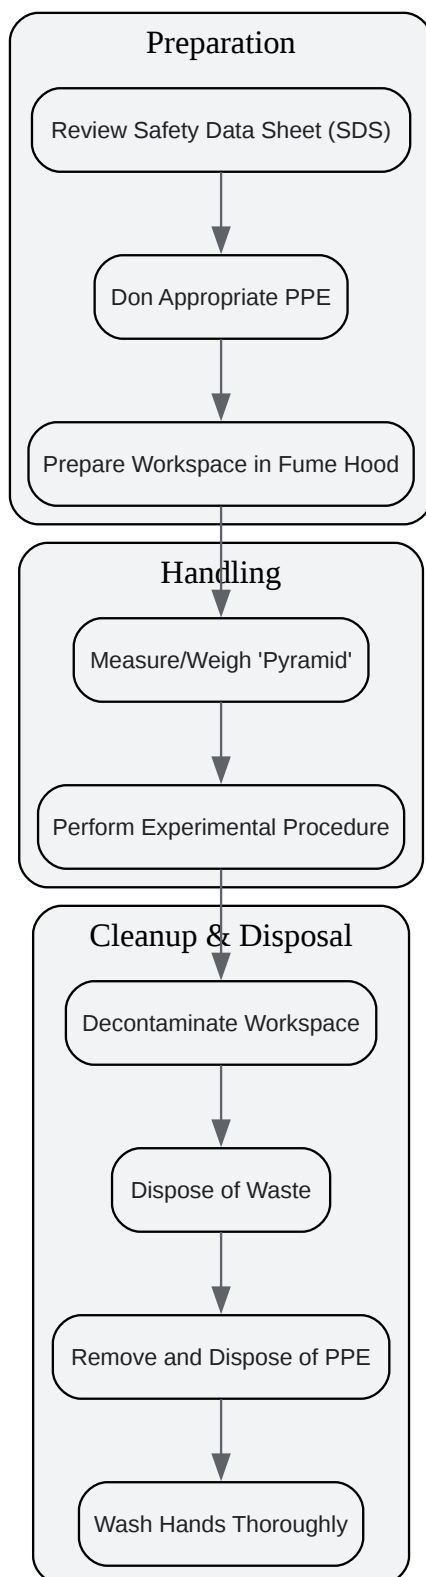 Preparation
Review Safety Data Sheet (SDS)
Don Appropriate PPE
Prepare Workspace in Fume Hood
Handling
Measure/Weigh 'Pyramid'
Perform Experimental Procedure
Cleanup & Disposal
Decontaminate Workspace
Dispose of Waste
Remove and Dispose of PPE
Wash Hands Thoroughly